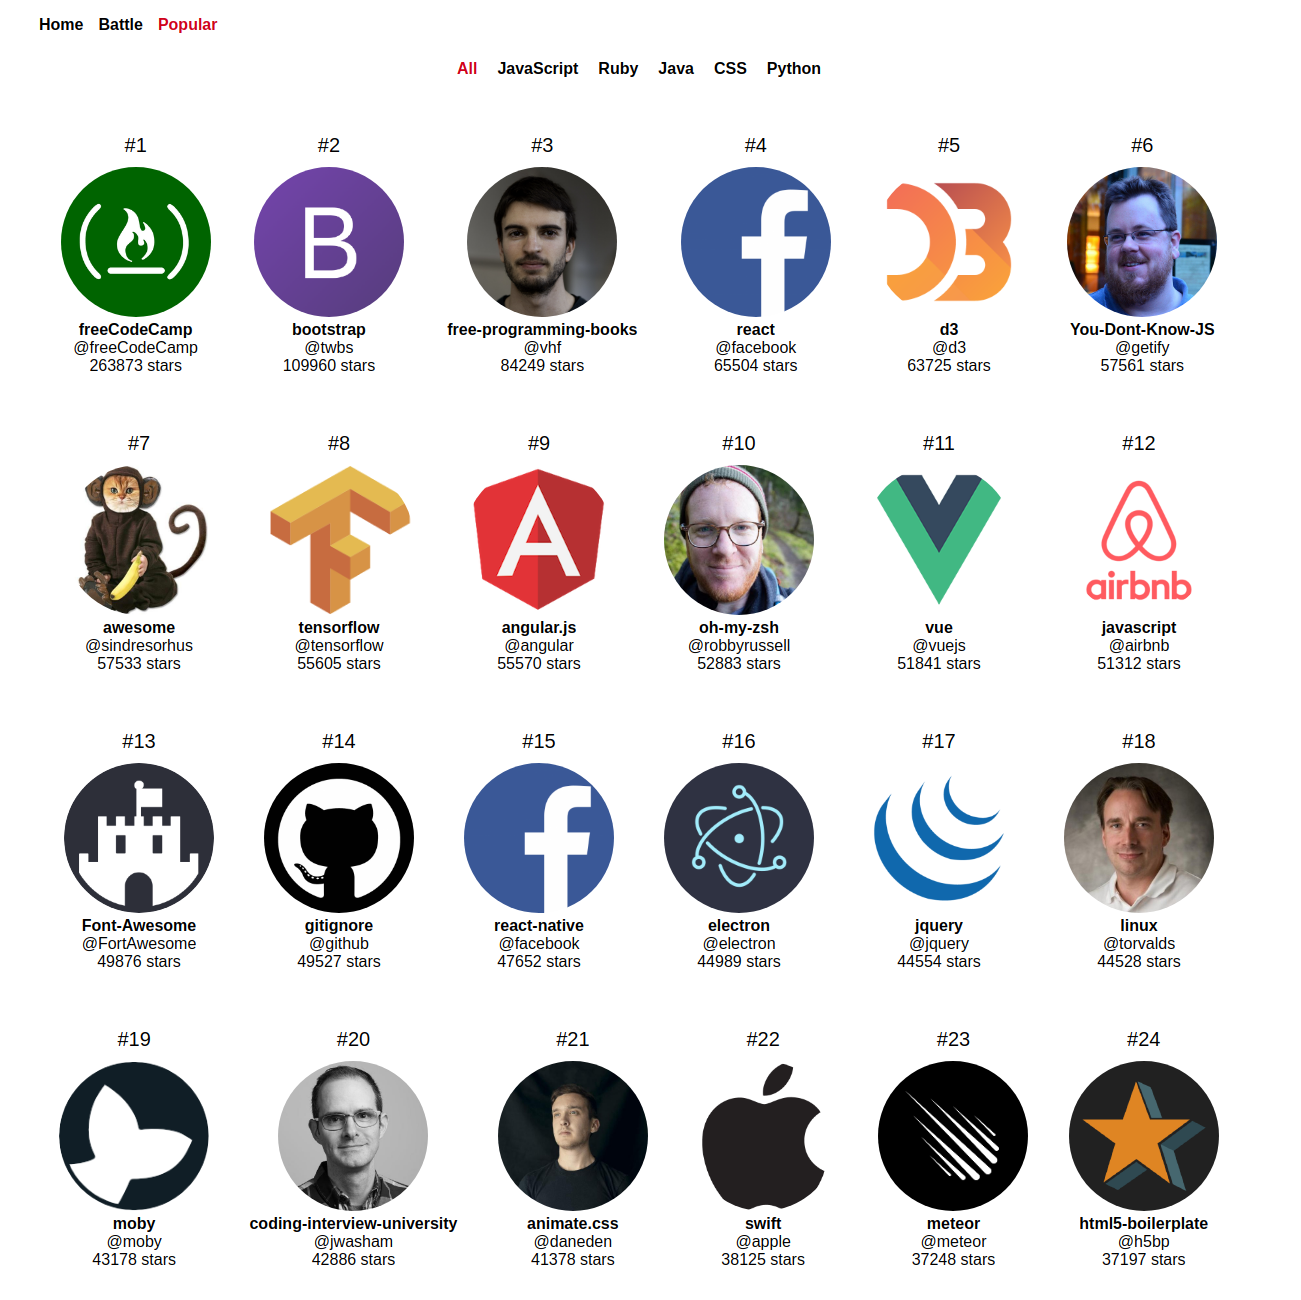 Home Battle Popular
All JavaScript Ruby Java CSS Python
#1 #2 #3 #4 #5 #6
B
freeCodeCamp bootstrap free-programming-books react d3 You-Dont-Know-JS
@freeCodeCamp @twbs @vhf @facebook @d3 @getify
263873 stars 109960 stars 84249 stars 65504 stars 63725 stars 57561 stars
#7 #8 #9 #10 #11 #12
A
airbnb
awesome tensorflow angular.js oh-my-zsh vue javascript
@sindresorhus @tensorflow @angular @robbyrussell @vuejs @airbnb
57533 stars 55605 stars 55570 stars 52883 stars 51841 stars 51312 stars
#13 #14 #15 #16 #17 #18
Font-Awesome gitignore react-native electron jquery linux
@FortAwesome @github @facebook @electron @jquery @torvalds
49876 stars 49527 stars 47652 stars 44989 stars 44554 stars 44528 stars
#19 #20 #21 #22 #23 #24
moby coding-interview-university animate.css swift meteor html5-boilerplate
@moby @jwasham @daneden @apple @meteor @h5bp
43178 stars 42886 stars 41378 stars 38125 stars 37248 stars 37197 stars